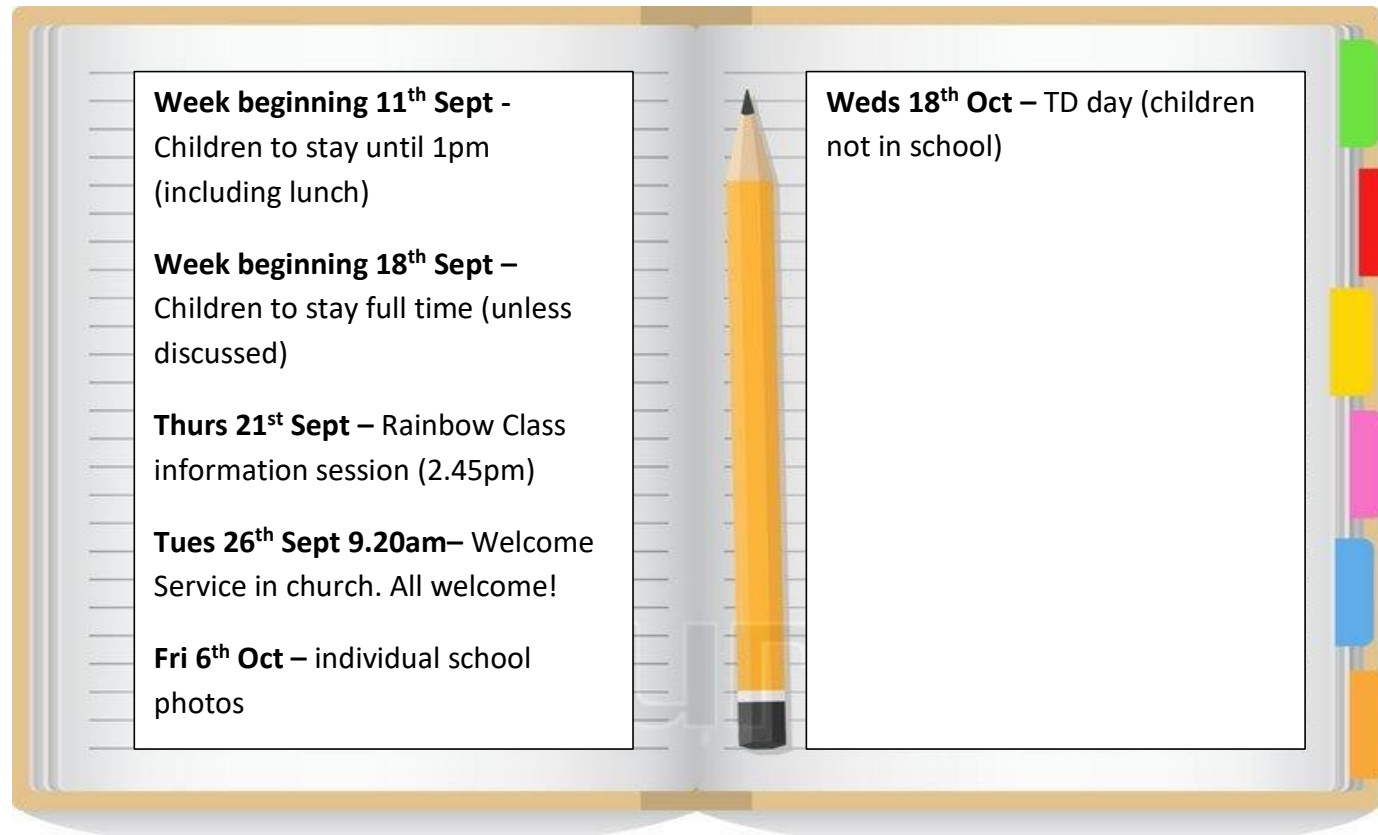 Week beginning 11th Sept -
Children to stay until 1pm
(including lunch)
Week beginning 18th Sept –
Children to stay full time (unless
discussed)
Thurs 21st Sept – Rainbow Class
information session (2.45pm)
Tues 26th Sept 9.20am– Welcome
Service in church. All welcome!
Fri 6th Oct – individual school
photos
Weds 18th Oct – TD day (children
not in school)